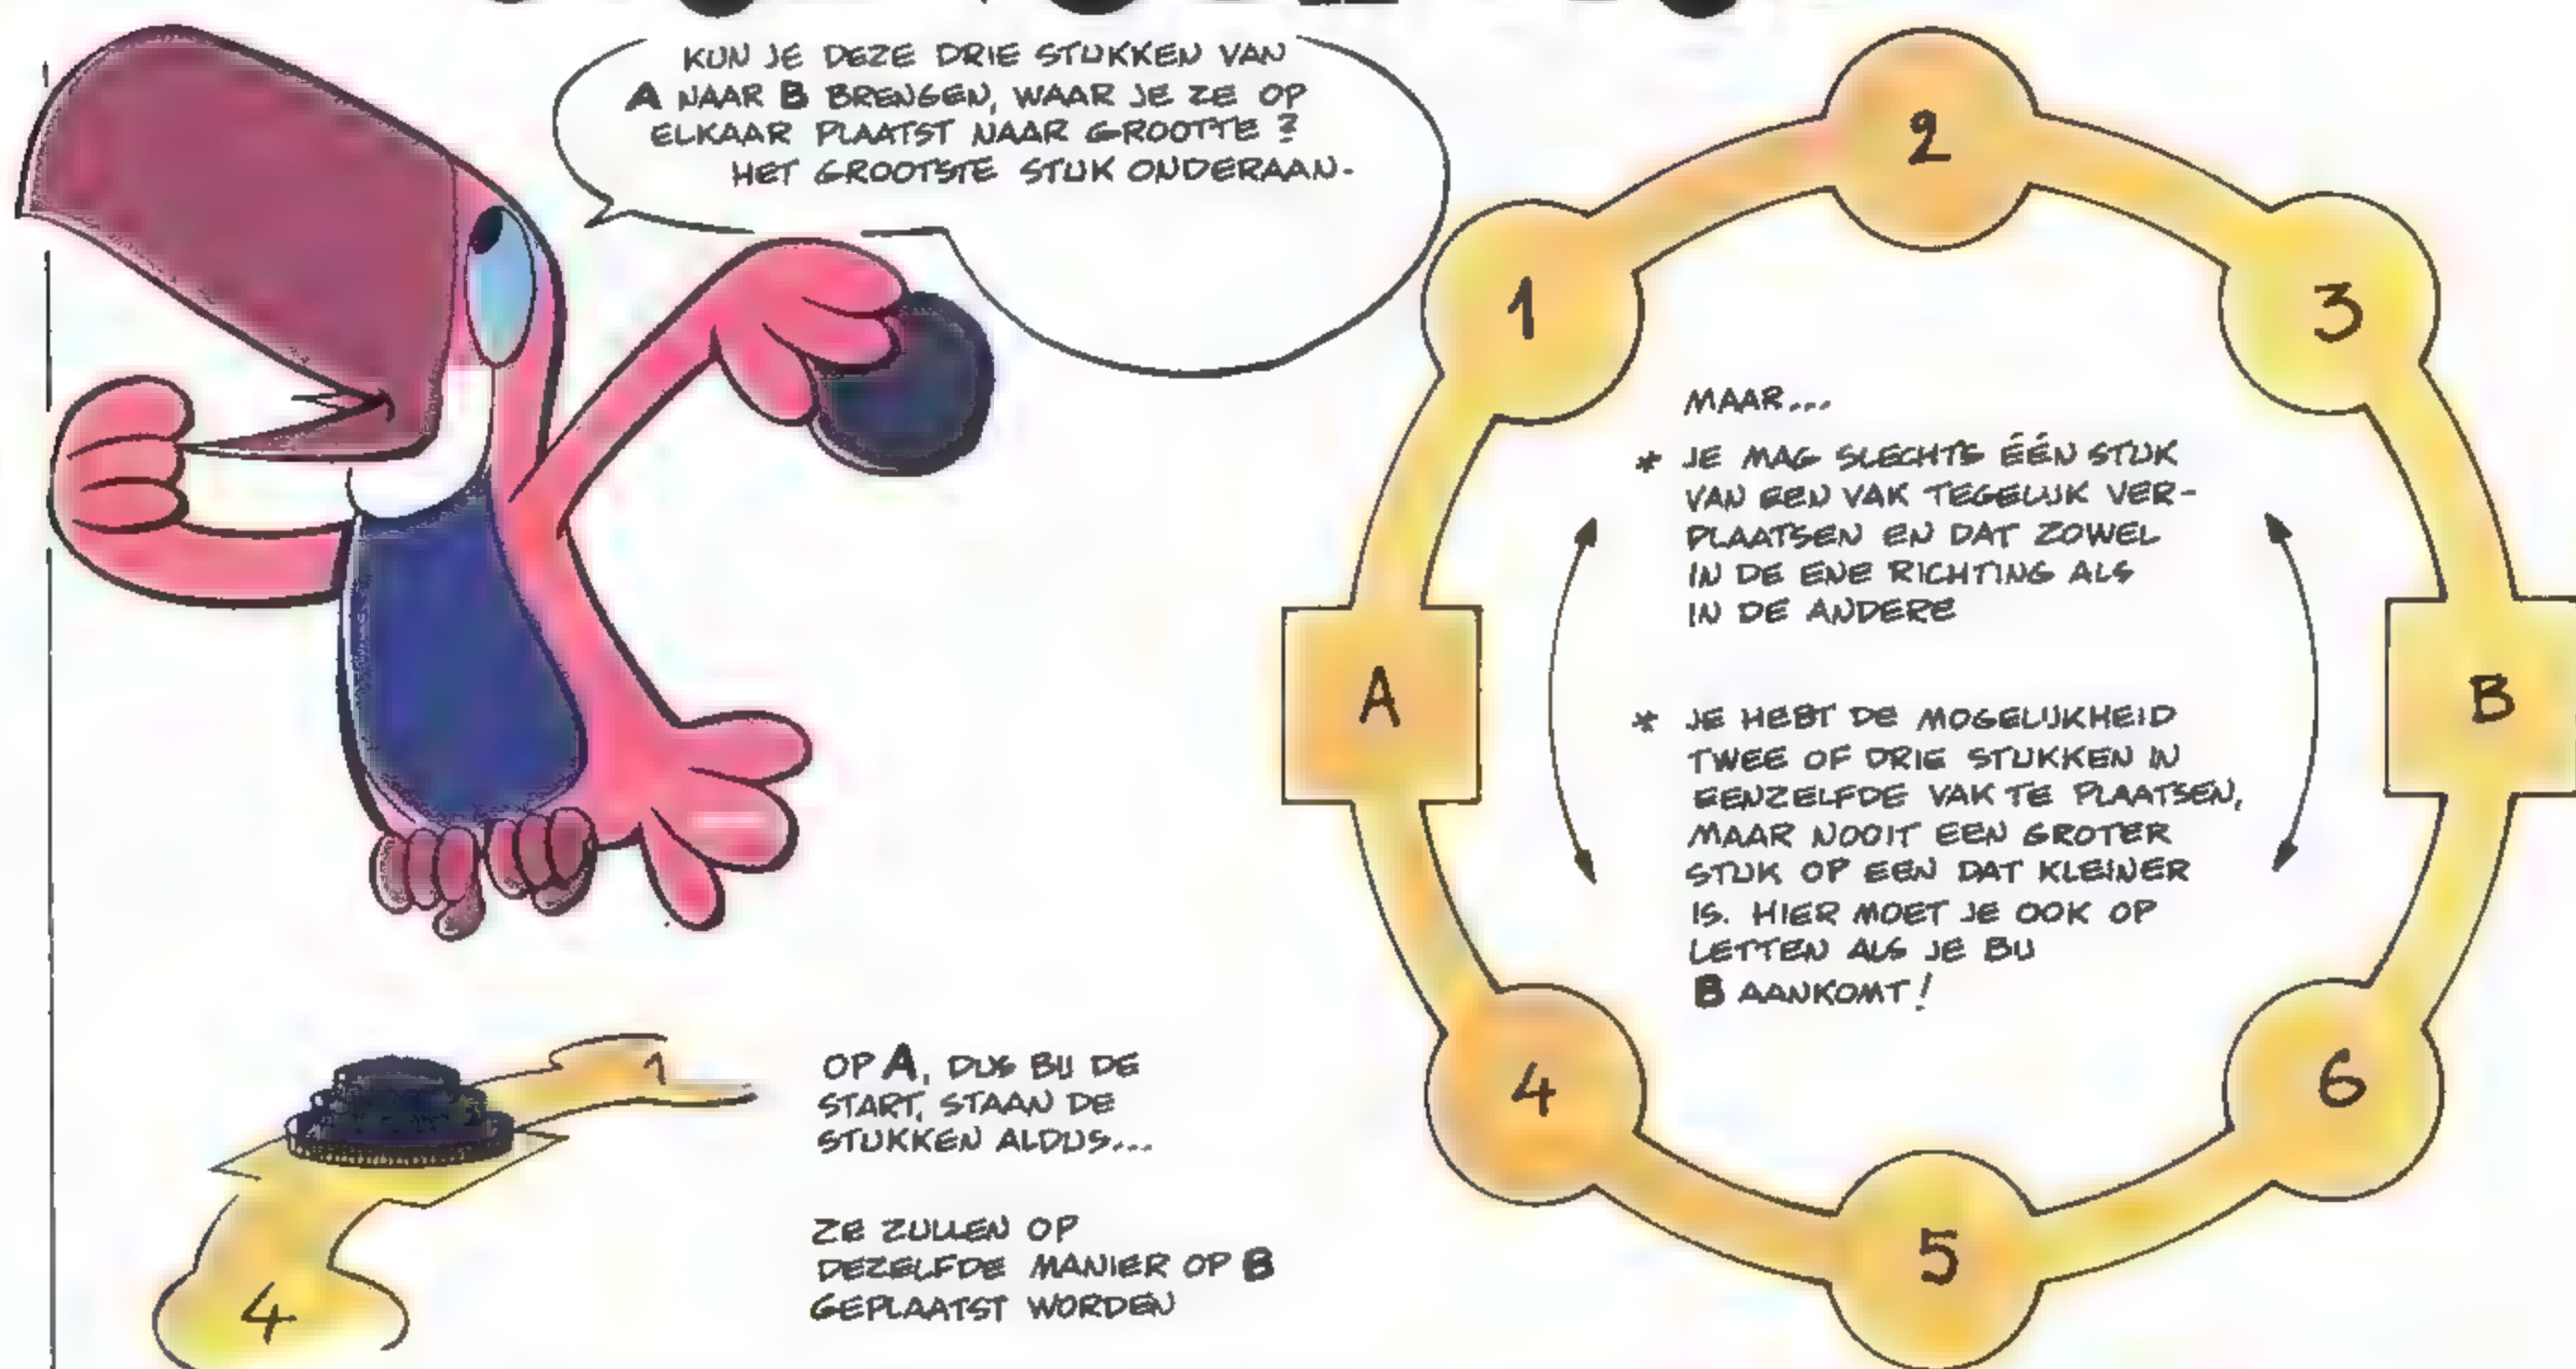 KUN JE DEZE DRIE STUKKEN VAN
A NAAR B BRENGEN, WAAR JE ZE OP
ELKAAR PLAATST NAAR GROOTTE?
HET GROOTSTE STUK ONDERAAN.
2
1
3
MAAR...
* JE MAG SLECHTS ÉÉN STUK
VAN EEN VAK TEGELIJK VER-
PLAATSEN EN DAT ZOWEL
IN DE ENE RICHTING ALS
IN DE ANDERE
A
B
* JE HEBT DE MOGELIJKHEID
TWEE OF DRIE STUKKEN IN
EENZELFDE VAK TE PLAATSEN,
MAAR NOOIT EEN GROTER
STUK OP EEN DAT KLEINER
IS. HIER MOET JE OOK OP
LETTEN ALS JE BIJ
B AANKOMT!
4
6
5
1
4
OP A, DUS BIJ DE
START, STAAN DE
STUKKEN ALDUS...
ZE ZULLEN OP
DEZELFDE MANIER OP B
GEPLAATST WORDEN